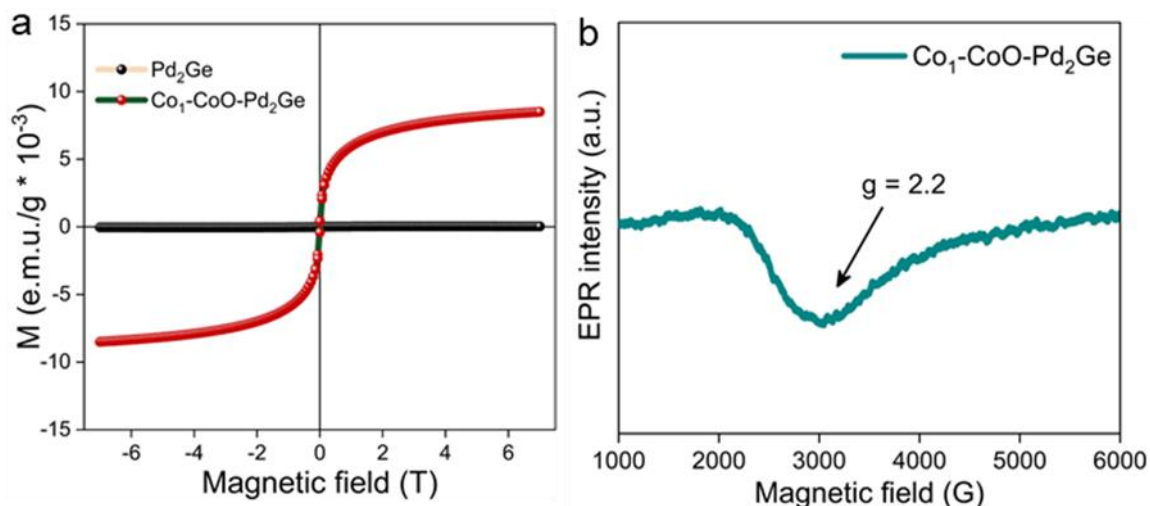 a
Pd₂Ge
Co₁-CoO-Pd₂Ge
M (e.m.u./g * 10⁻³)
15
10
5
0
-5
-10
-15
-6 -4 -2 0 2 4 6
Magnetic field (T)
b
Co₁-CoO-Pd₂Ge
g = 2.2
EPR intensity (a.u.)
1000 2000 3000 4000 5000 6000
Magnetic field (G)